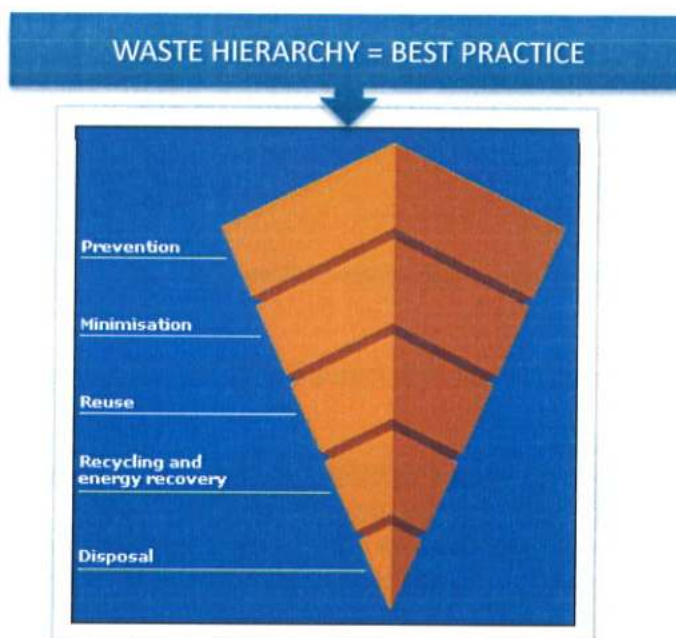 WASTE HIERARCHY = BEST PRACTICE
Prevention
Minimisation
Reuse
Recycling and
energy recovery
Disposal